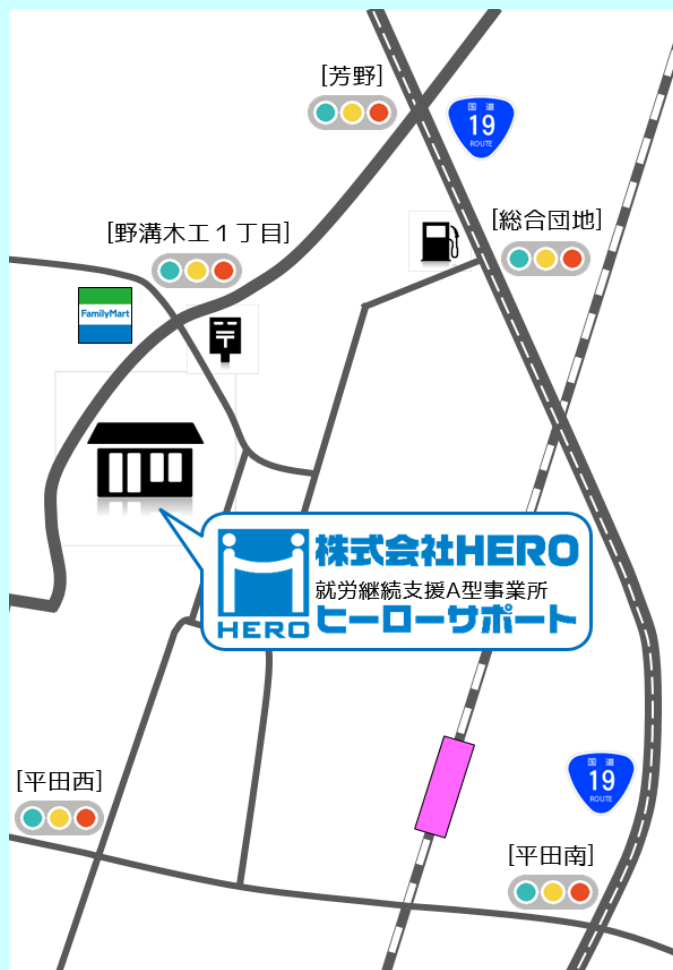 [芳野]
国道
19
ROUTE
[総合団地]
[野溝木工１丁目]
FamilyMart
株式会社HERO
就労継続支援A型事業所
ヒーローサポート
HERO
国道
19
ROUTE
[平田西]
[平田南]